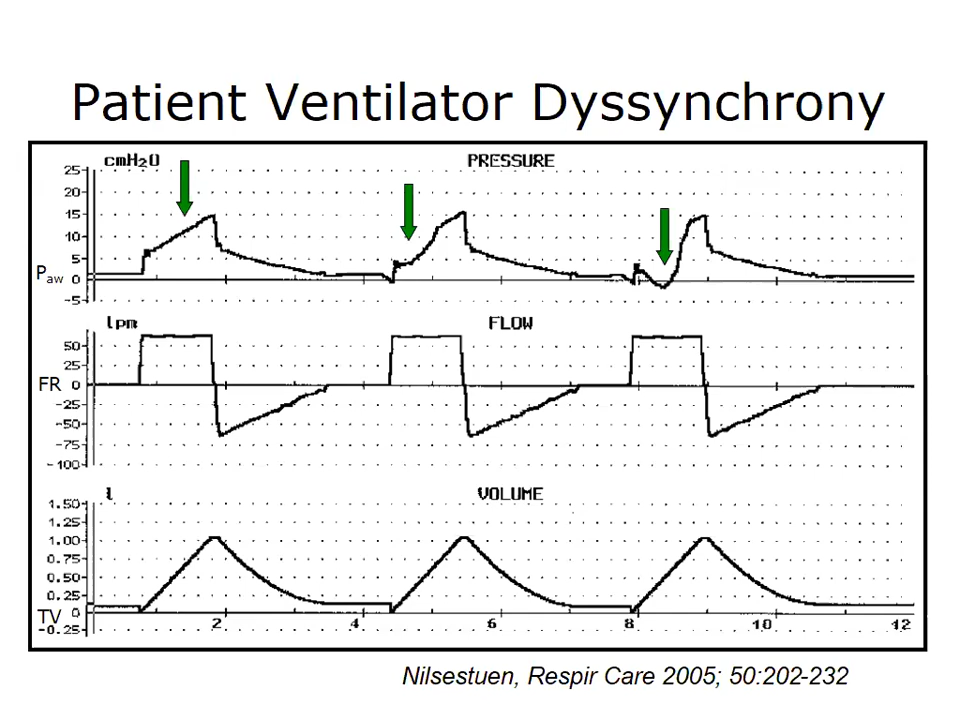 Patient Ventilator Dyssynchrony
cmH₂O PRESSURE
25
20
15
10
5
Paw 0
-5
lpm FLOW
50
25
FR 0
-25
-50
-75
-100
l VOLUME
1.50
1.25
1.00
0.75
0.50
0.25
TV 0
-0.25
2 4 6 8 10 12
Nilsestuen, Respir Care 2005; 50:202-232